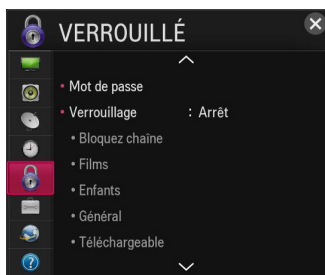 VERROUILLÉ
• Mot de passe
• Verrouillage : Arrêt
• Bloquez chaîne
• Films
• Enfants
• Général
• Téléchargeable